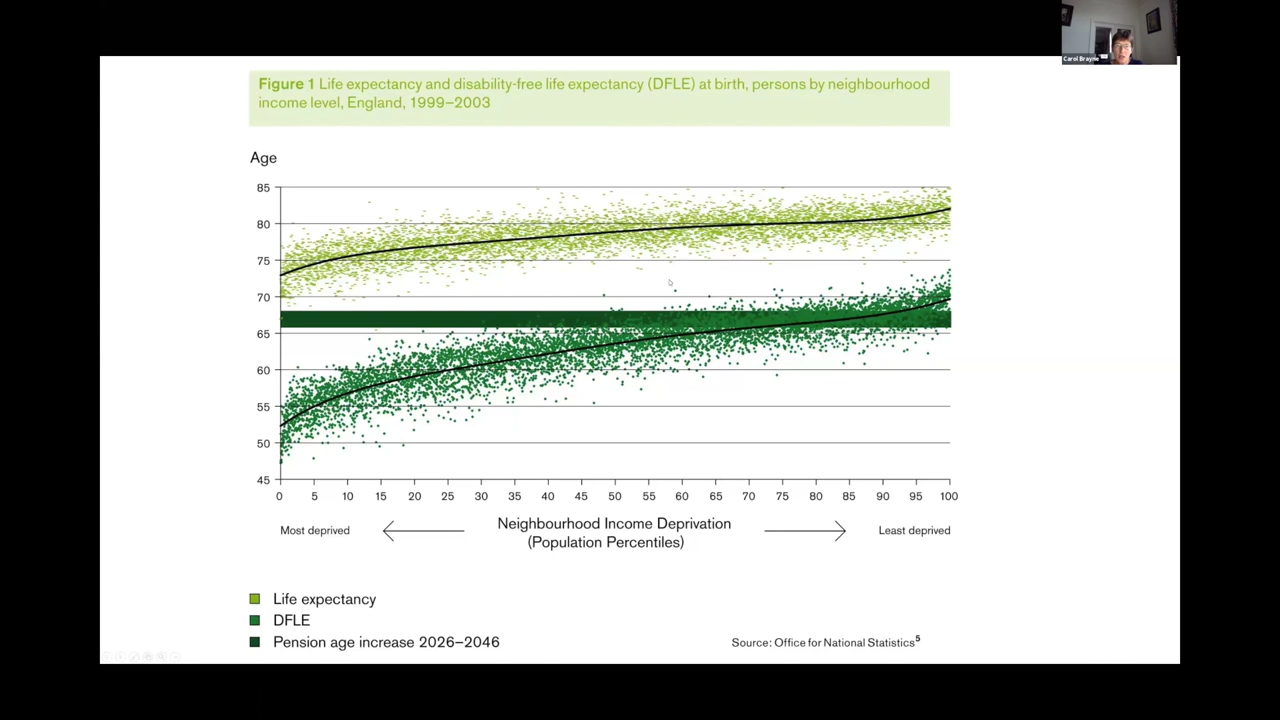 Carol Brayne
Figure 1 Life expectancy and disability-free life expectancy (DFLE) at birth, persons by neighbourhood
income level, England, 1999–2003
Age
85
80
75
70
65
60
55
50
45
0 5 10 15 20 25 30 35 40 45 50 55 60 65 70 75 80 85 90 95 100
Most deprived
Neighbourhood Income Deprivation
(Population Percentiles)
Least deprived
Life expectancy
DFLE
Pension age increase 2026–2046
Source: Office for National Statistics⁵